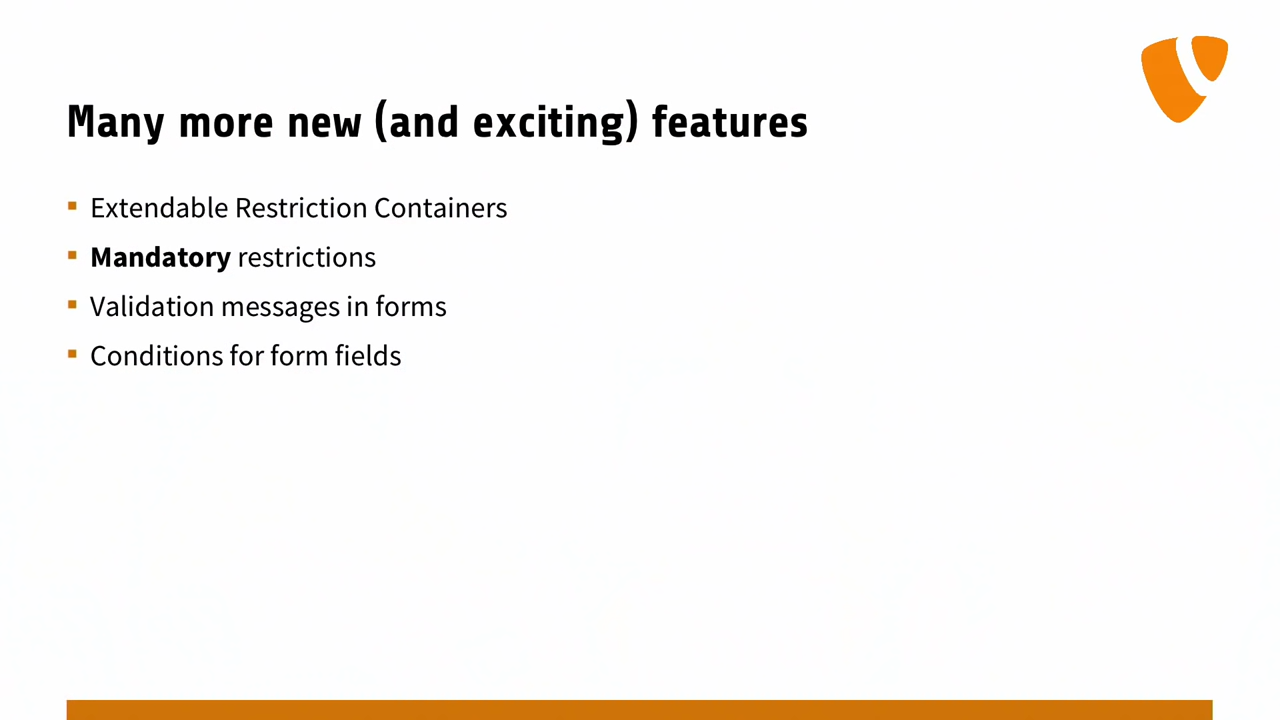 Many more new (and exciting) features
Extendable Restriction Containers
Mandatory restrictions
Validation messages in forms
Conditions for form fields